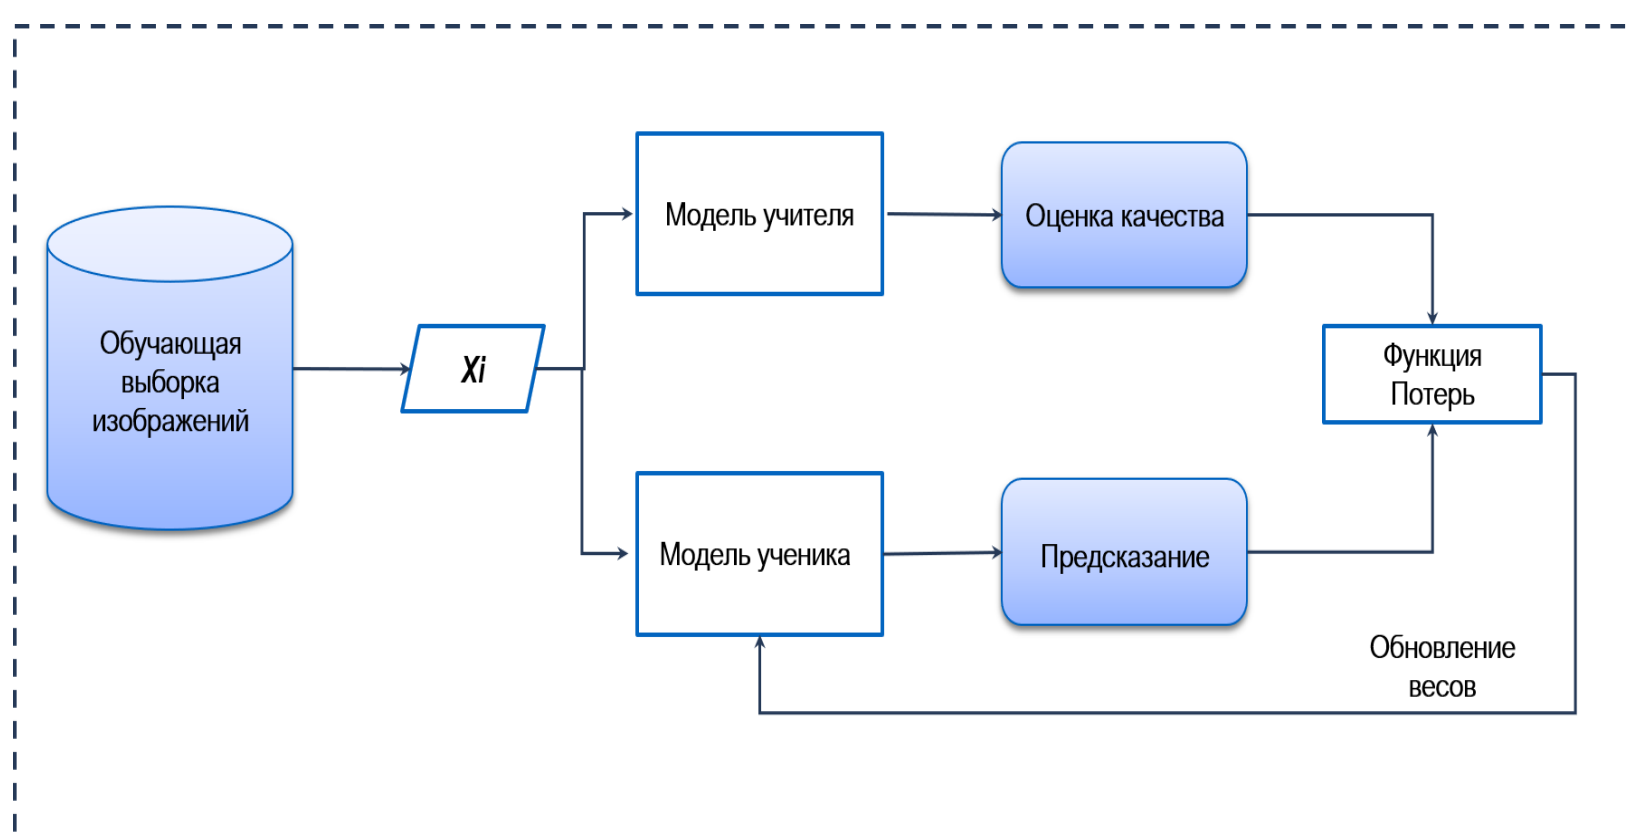 Модель учителя
Оценка качества
Обучающая
выборка
изображений
Xi
Функция
Потерь
Модель ученика
Предсказание
Обновление
весов